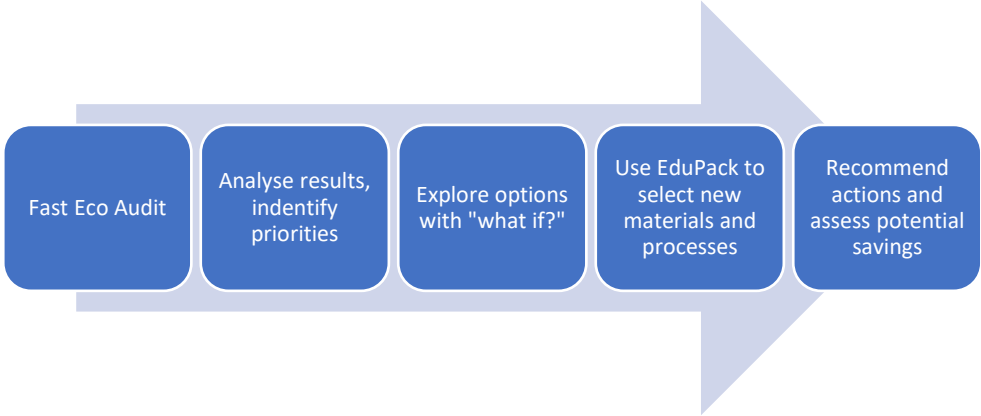 Fast Eco Audit
Analyse results,
indentify
priorities
Explore options
with "what if?"
Use EduPack to
select new
materials and
processes
Recommend
actions and
assess potential
savings